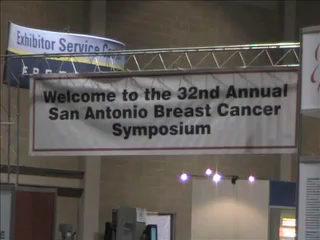 Exhibitor Service
Welcome to the 32nd Annual
San Antonio Breast Cancer
Symposium